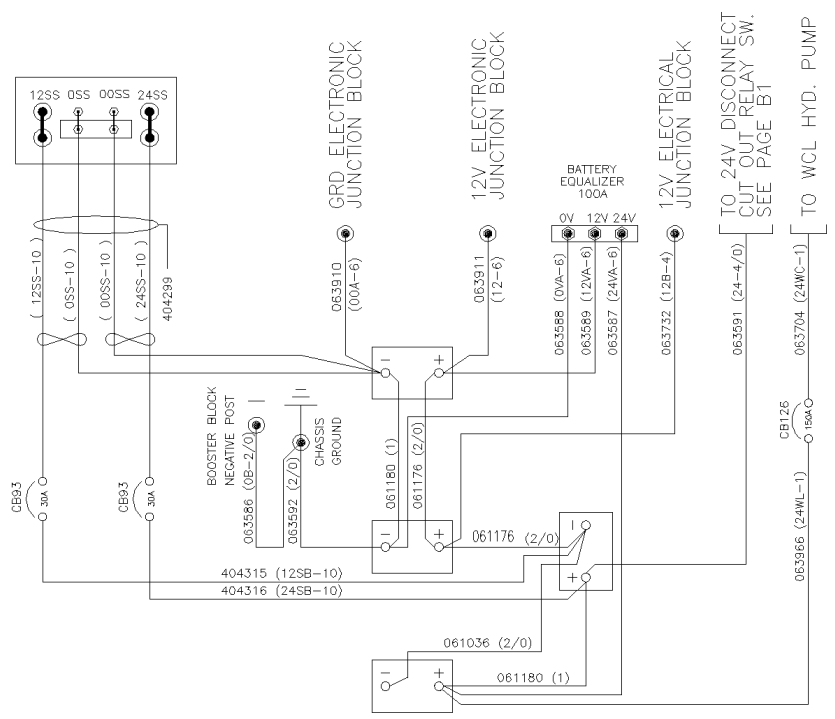 12SS 0SS 00SS 24SS
( 12SS-10 )
( 0SS-10 )
( 00SS-10 )
( 24SS-10 )
404299
GRD ELECTRONIC
JUNCTION BLOCK
12V ELECTRONIC
JUNCTION BLOCK
BATTERY
EQUALIZER
100A
0V 12V 24V
12V ELECTRICAL
JUNCTION BLOCK
TO 24V DISCONNECT
CUT OUT RELAY SW.
SEE PAGE B1
TO WCL HYD. PUMP
063910
(00A-6)
063911
(12-6)
063588 (0VA-6)
063589 (12VA-6)
063587 (24VA-6)
063732 (12B-4)
063591 (24-4/0)
063704 (24WC-1)
- +
BOOSTER BLOCK
NEGATIVE POST
-
CHASSIS
GROUND
063586 (0B-2/0)
063592 (2/0)
061180 (1)
061176 (2/0)
CB126
150A
063966 (24WL-1)
CB93
30A
CB93
30A
- +
061176 (2/0)
-
+
404315 (12SB-10)
404316 (24SB-10)
061036 (2/0)
061180 (1)
- +